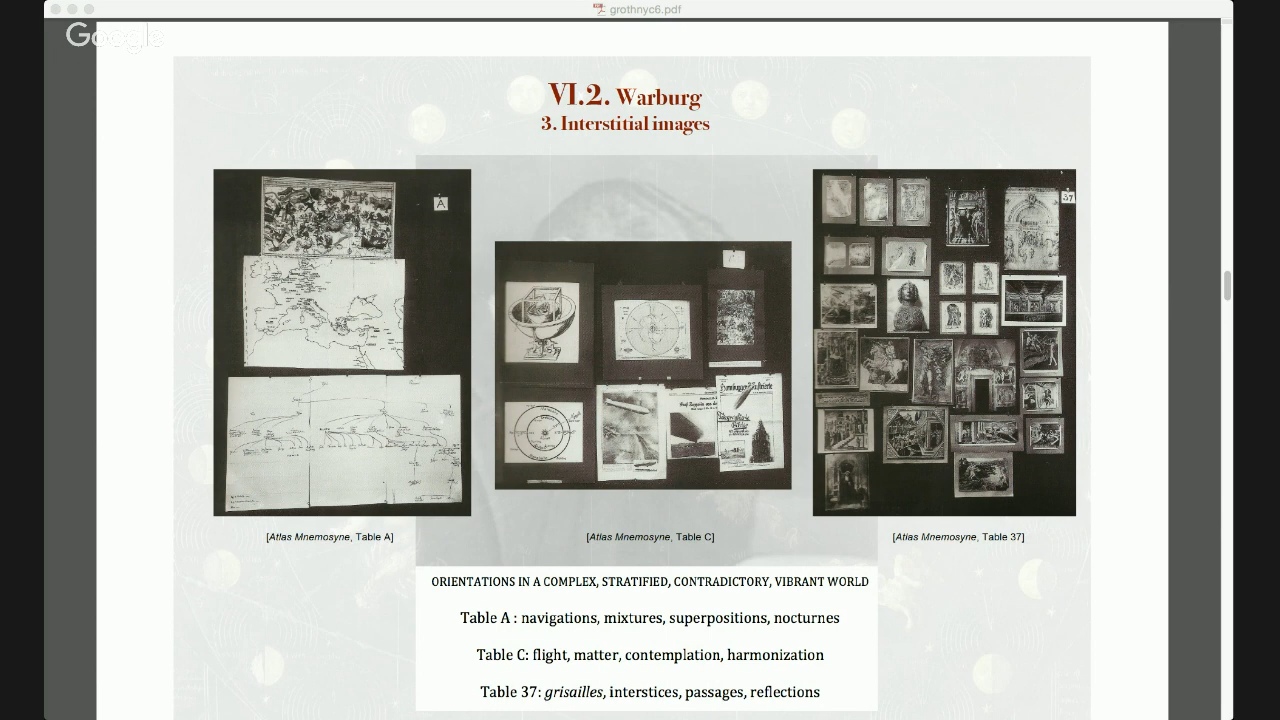 grothnyc6.pdf
Google
VI.2. Warburg
3. Interstitial images
A
37
Hamburger Illustrierte
[Atlas Mnemosyne, Table A]
[Atlas Mnemosyne, Table C]
[Atlas Mnemosyne, Table 37]
ORIENTATIONS IN A COMPLEX, STRATIFIED, CONTRADICTORY, VIBRANT WORLD
Table A : navigations, mixtures, superpositions, nocturnes
Table C: flight, matter, contemplation, harmonization
Table 37: grisailles, interstices, passages, reflections